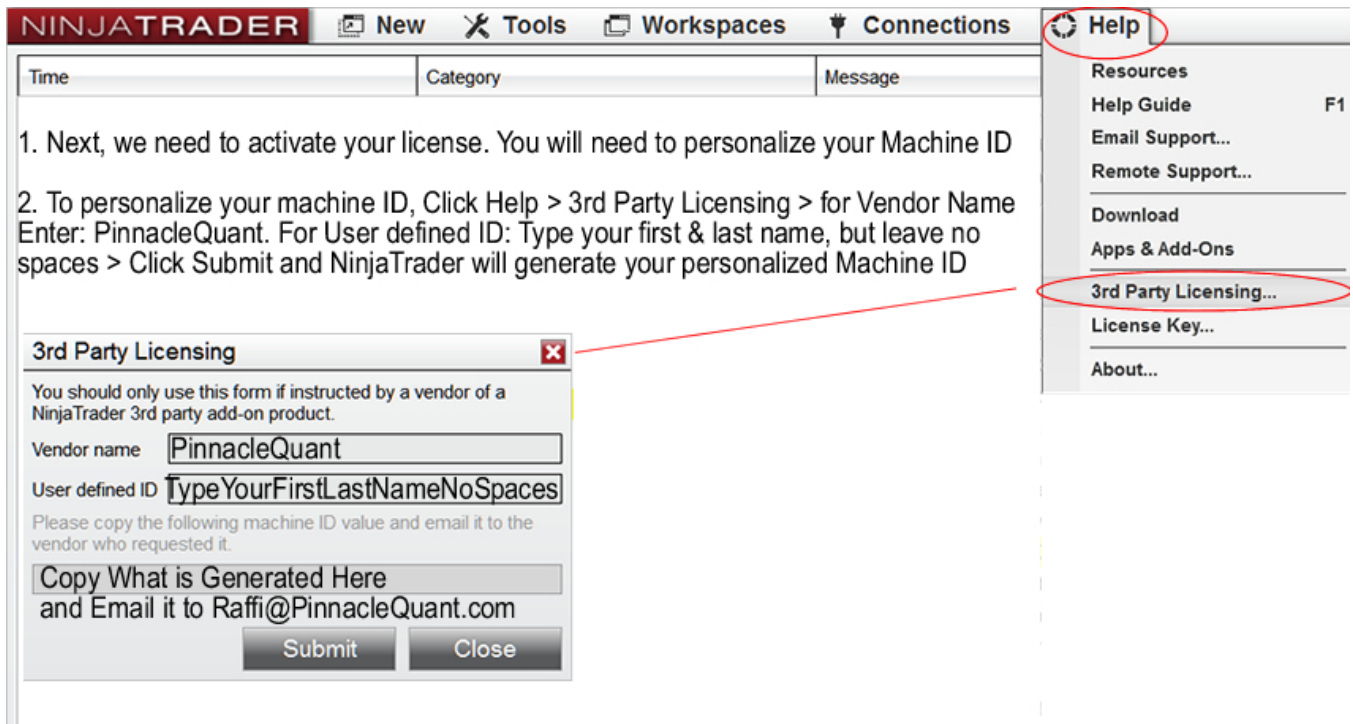 NINJATRADER New Tools Workspaces Connections Help
Time Category Message
1. Next, we need to activate your license. You will need to personalize your Machine ID
2. To personalize your machine ID, Click Help > 3rd Party Licensing > for Vendor Name
Enter: PinnacleQuant. For User defined ID: Type your first & last name, but leave no
spaces > Click Submit and NinjaTrader will generate your personalized Machine ID
Resources
Help Guide F1
Email Support...
Remote Support...
Download
Apps & Add-Ons
3rd Party Licensing...
License Key...
About...
3rd Party Licensing
You should only use this form if instructed by a vendor of a
NinjaTrader 3rd party add-on product.
Vendor name PinnacleQuant
User defined ID TypeYourFirstLastNameNoSpaces
Please copy the following machine ID value and email it to the
vendor who requested it.
Copy What is Generated Here
and Email it to Raffi@PinnacleQuant.com
Submit Close